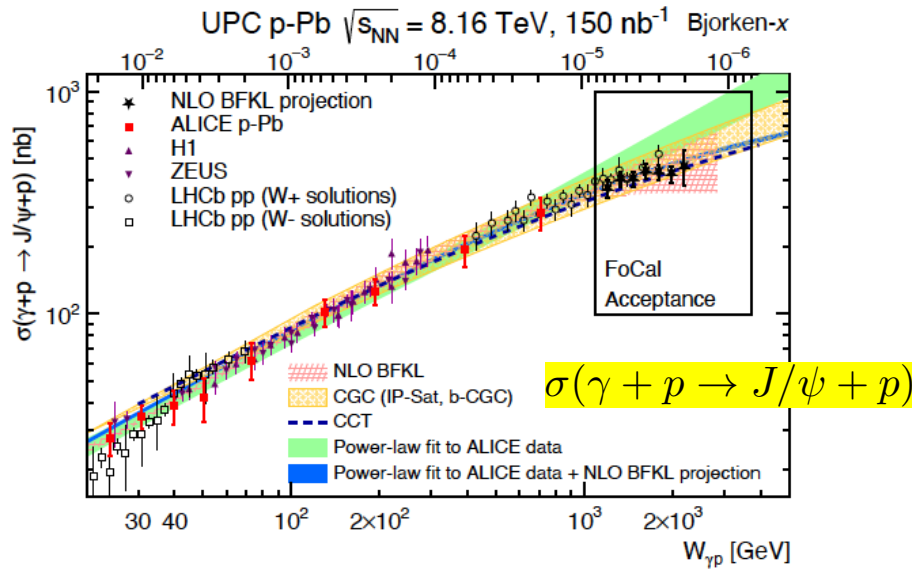 UPC p-Pb √s_NN = 8.16 TeV, 150 nb⁻¹ Bjorken-x
10⁻² 10⁻³ 10⁻⁴ 10⁻⁵ 10⁻⁶
σ(γ+p → J/ψ+p) [nb]
10³
10²
NLO BFKL projection
ALICE p-Pb
H1
ZEUS
LHCb pp (W+ solutions)
LHCb pp (W- solutions)
FoCal
Acceptance
NLO BFKL
CGC (IP-Sat, b-CGC)
CCT
Power-law fit to ALICE data
Power-law fit to ALICE data + NLO BFKL projection
σ(γ + p → J/ψ + p)
30 40 10² 2×10² 10³ 2×10³
W_γp [GeV]